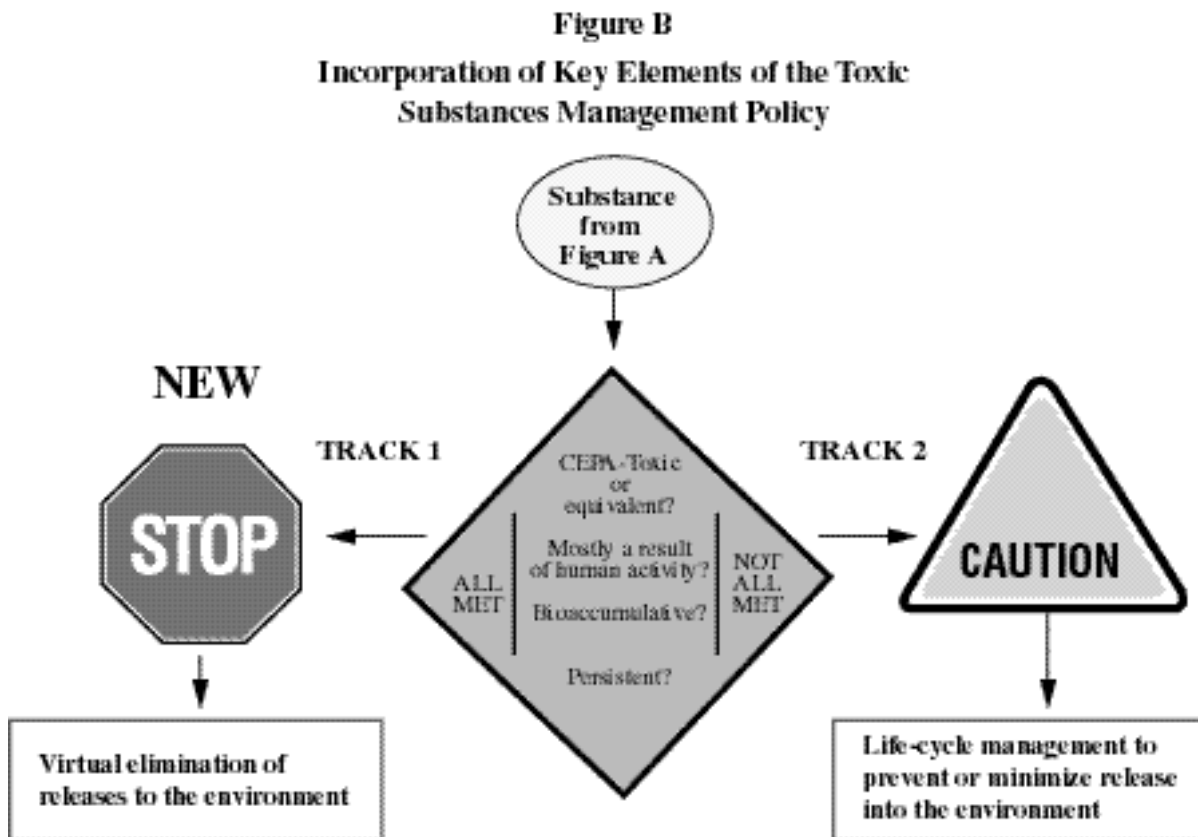 Figure B
Incorporation of Key Elements of the Toxic
Substances Management Policy
Substance
from
Figure A
NEW
TRACK 1
TRACK 2
STOP
CEPA-Toxic
or
equivalent?
Mostly a result
of human activity?
Bioaccumulative?
Persistent?
ALL
MET
NOT
ALL
MET
CAUTION
Virtual elimination of
releases to the environment
Life-cycle management to
prevent or minimize release
into the environment